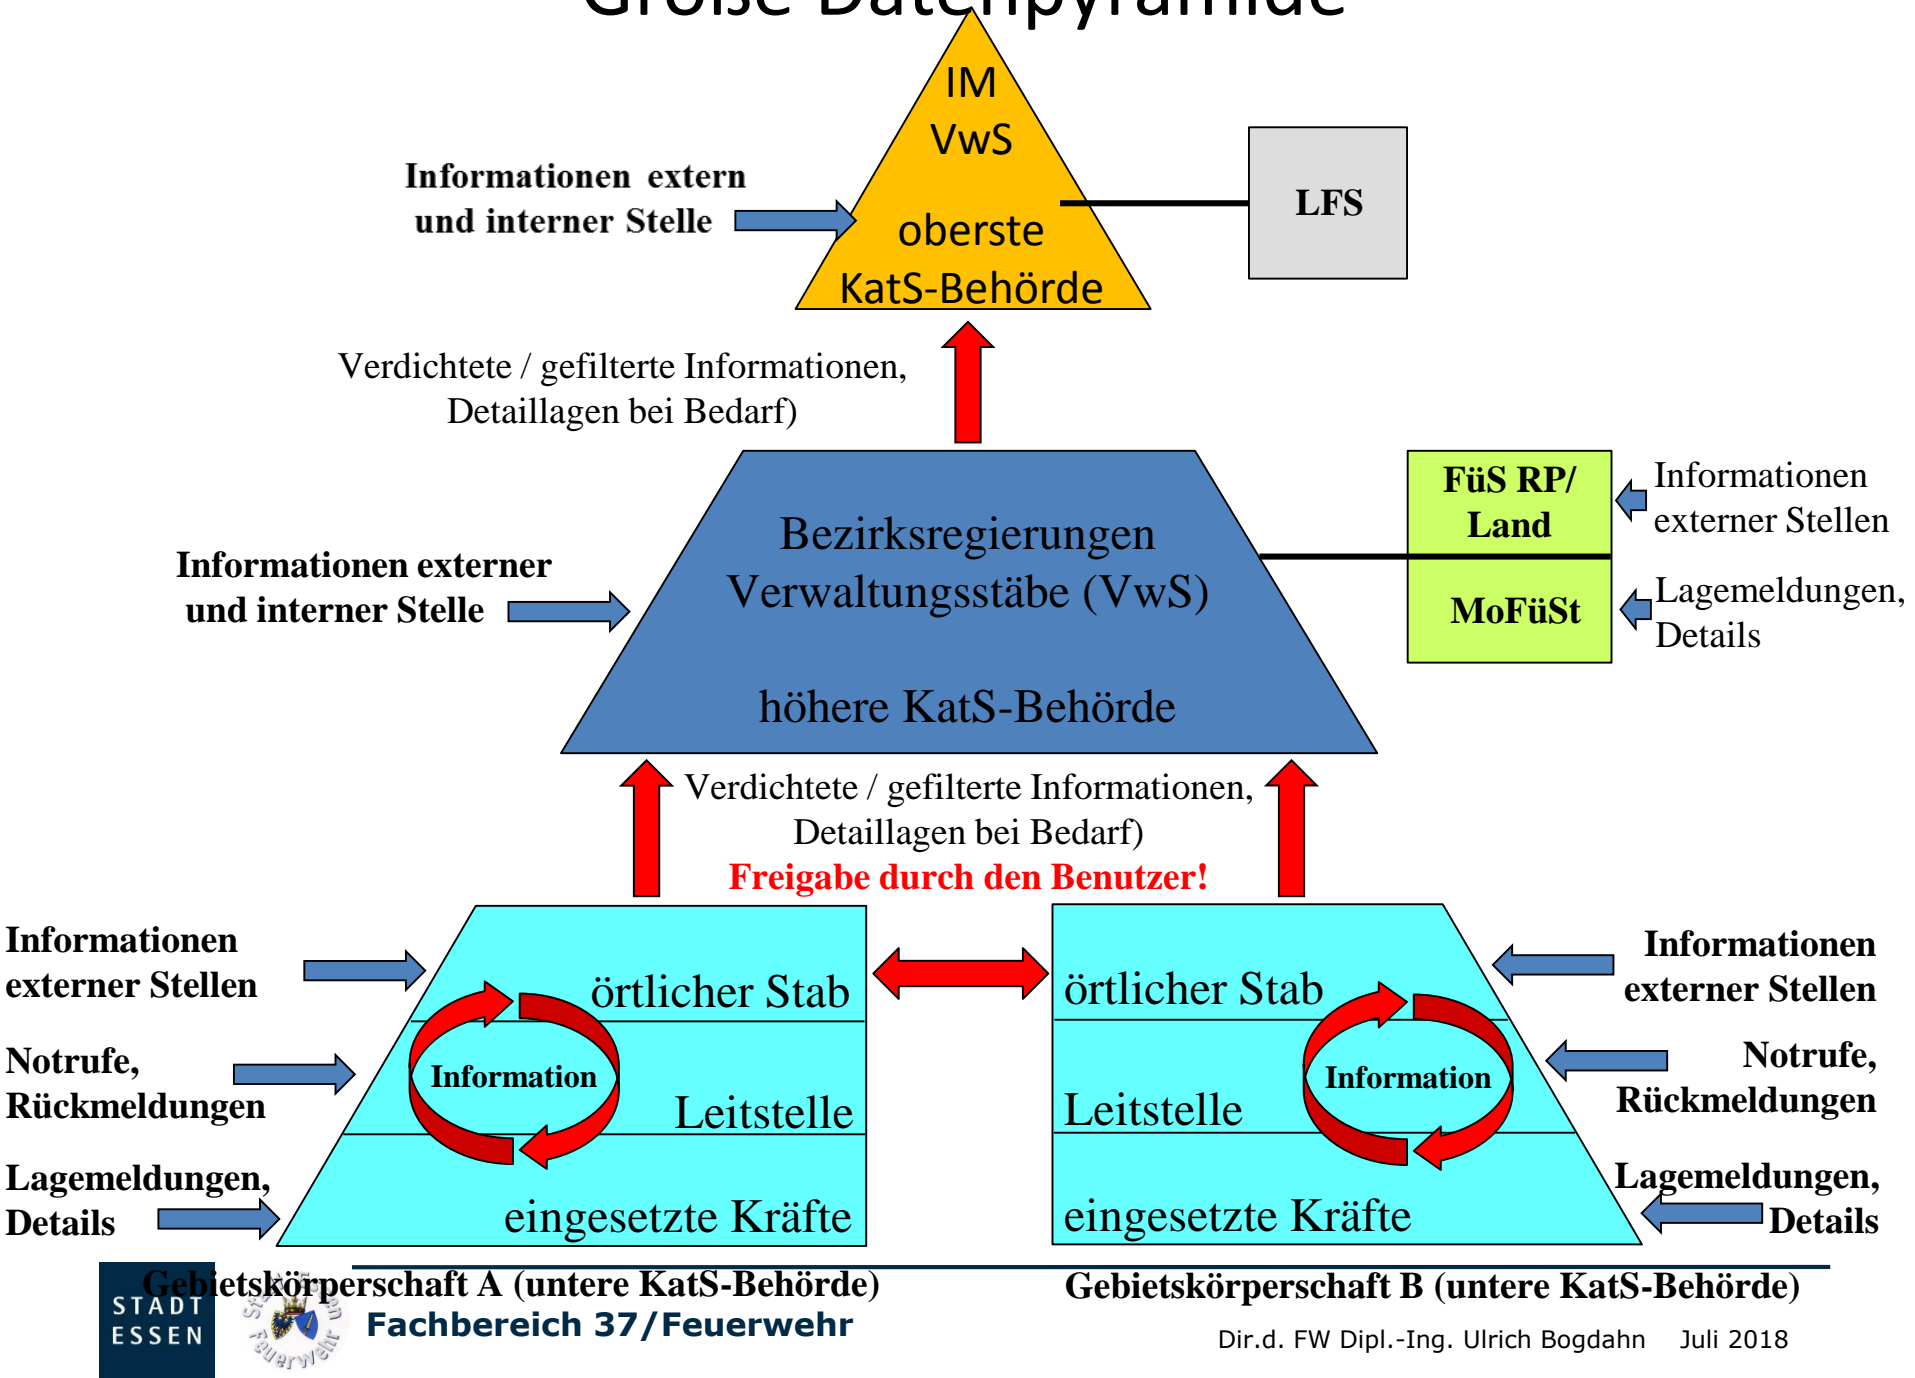 Große Datenpyramide
IM
VwS
oberste
KatS-Behörde
LFS
Informationen extern
und interner Stelle
Verdichtete / gefilterte Informationen,
Detaillagen bei Bedarf)
Bezirksregierungen
Verwaltungsstäbe (VwS)
höhere KatS-Behörde
Informationen externer
und interner Stelle
FüS RP/
Land
MoFüSt
Informationen
externer Stellen
Lagemeldungen,
Details
Verdichtete / gefilterte Informationen,
Detaillagen bei Bedarf)
Freigabe durch den Benutzer!
Informationen
externer Stellen
Notrufe,
Rückmeldungen
Lagemeldungen,
Details
örtlicher Stab
Information
Leitstelle
eingesetzte Kräfte
örtlicher Stab
Information
Leitstelle
eingesetzte Kräfte
Informationen
externer Stellen
Notrufe,
Rückmeldungen
Lagemeldungen,
Details
Gebietskörperschaft A (untere KatS-Behörde)
Gebietskörperschaft B (untere KatS-Behörde)
STADT
ESSEN
Feuerwehr
Fachbereich 37/Feuerwehr
Dir.d. FW Dipl.-Ing. Ulrich Bogdahn Juli 2018